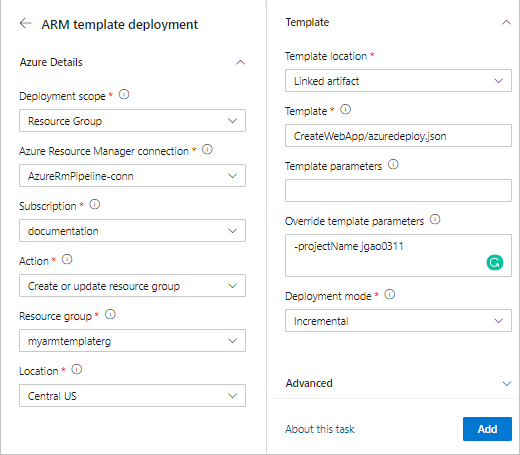 ARM template deployment
Azure Details
Deployment scope *
Resource Group
Azure Resource Manager connection *
AzureRmPipeline-conn
Subscription *
documentation
Action *
Create or update resource group
Resource group *
myarmtemplaterg
Location *
Central US
Template
Template location *
Linked artifact
Template *
CreateWebApp/azuredeploy.json
Template parameters
Override template parameters
-projectName jgao0311
Deployment mode *
Incremental
Advanced
About this task
Add